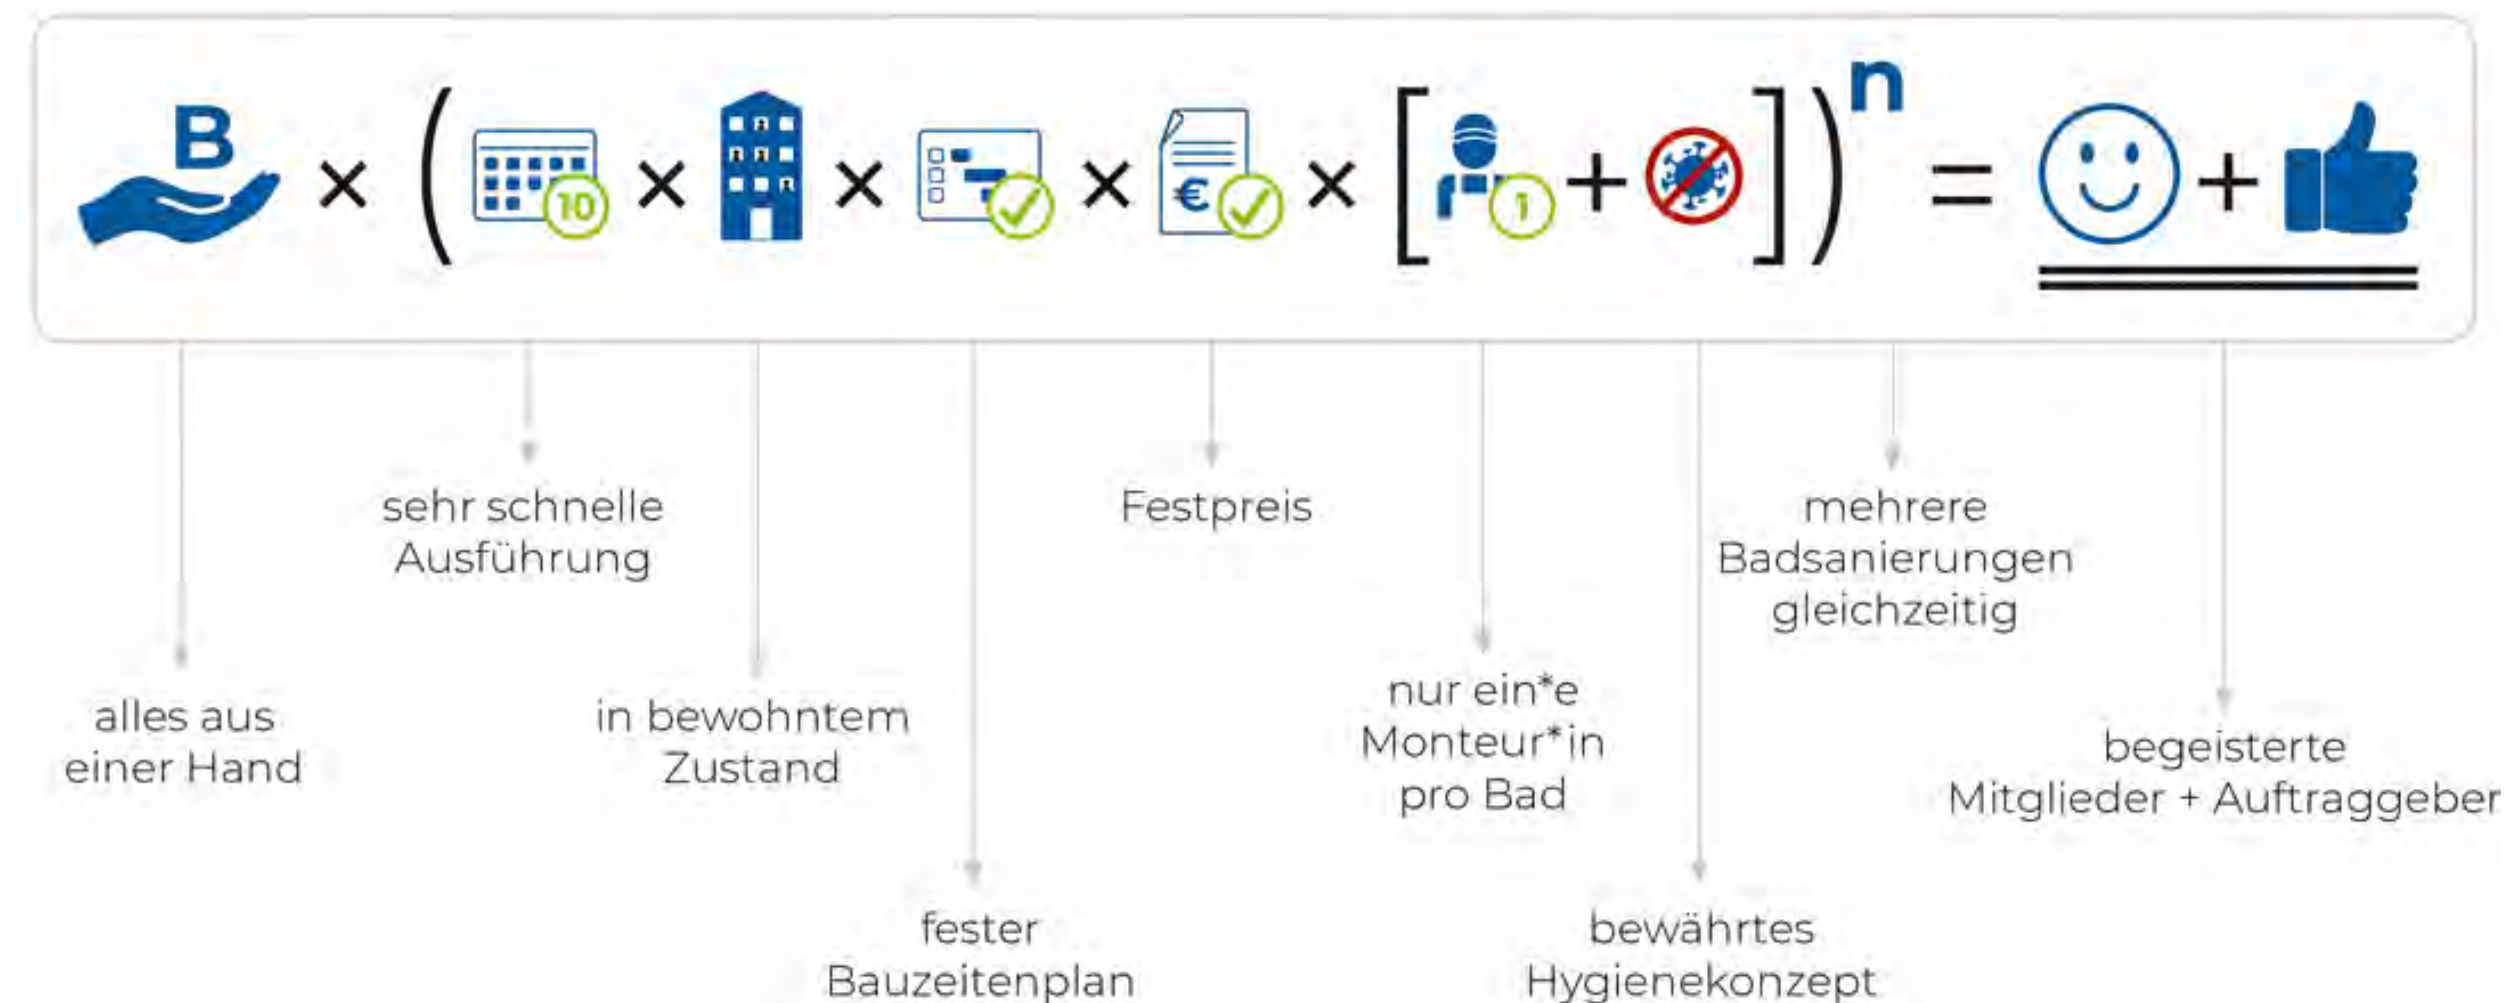 B × ( 10 × × × € × [ 1 + ] )ⁿ = +
alles aus
einer Hand
sehr schnelle
Ausführung
in bewohntem
Zustand
fester
Bauzeitenplan
Festpreis
nur ein*e
Monteur*in
pro Bad
bewährtes
Hygienekonzept
mehrere
Badsanierungen
gleichzeitig
begeisterte
Mitglieder + Auftraggeber